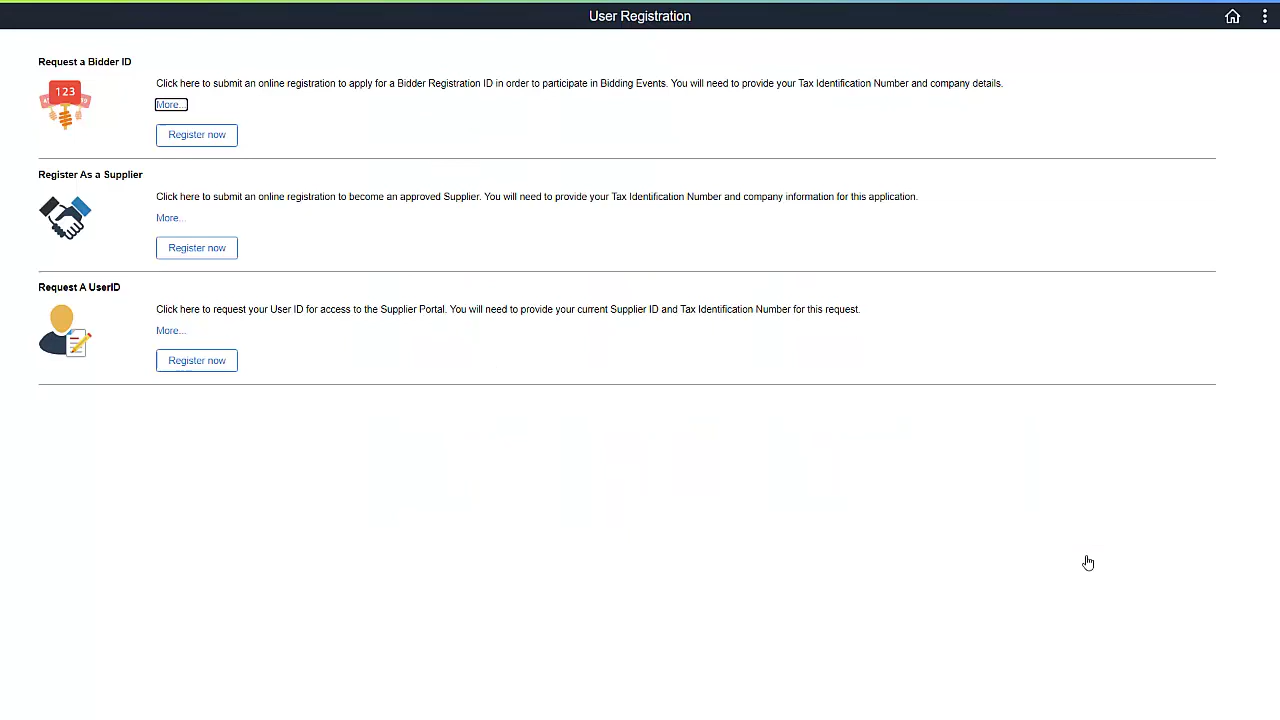 User Registration
Request a Bidder ID
123
Click here to submit an online registration to apply for a Bidder Registration ID in order to participate in Bidding Events. You will need to provide your Tax Identification Number and company details.
More...
Register now
Register As a Supplier
Click here to submit an online registration to become an approved Supplier. You will need to provide your Tax Identification Number and company information for this application.
More...
Register now
Request A UserID
Click here to request your User ID for access to the Supplier Portal. You will need to provide your current Supplier ID and Tax Identification Number for this request.
More...
Register now